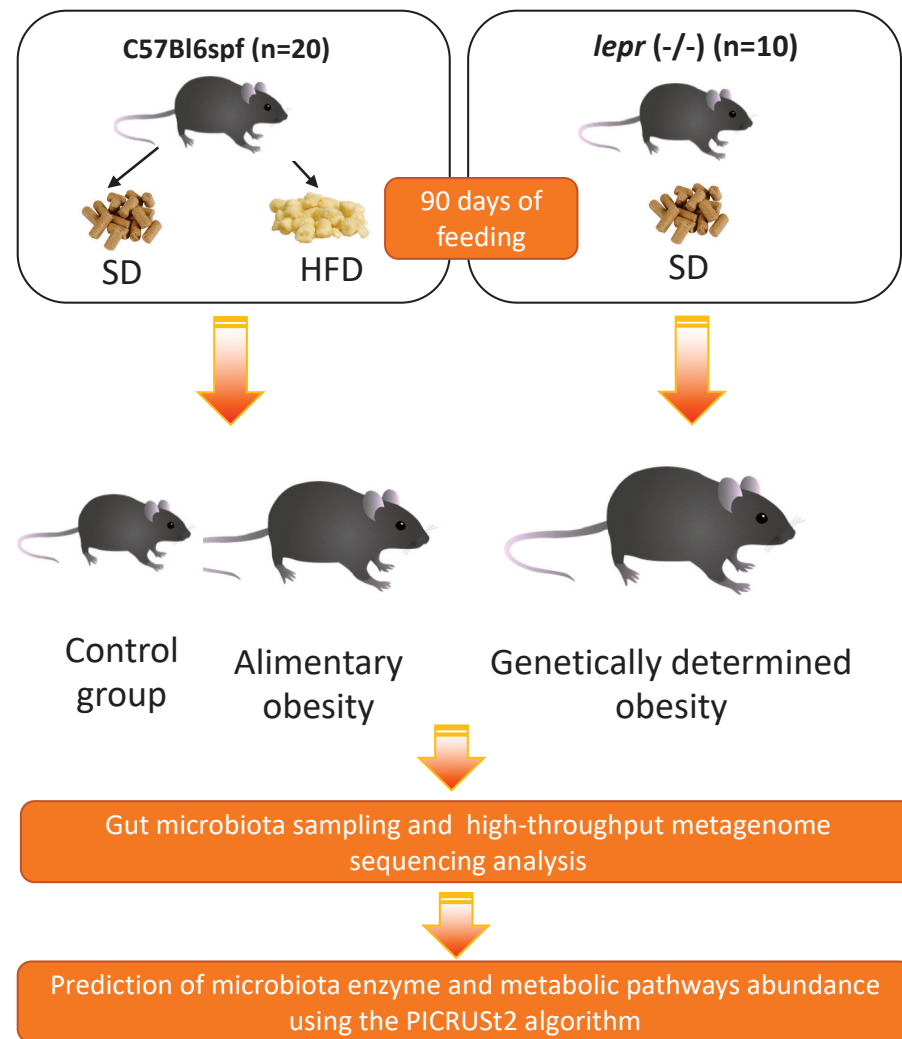 C57Bl6spf (n=20)
lepr (-/-) (n=10)
SD
HFD
90 days of
feeding
SD
Control
group
Alimentary
obesity
Genetically determined
obesity
Gut microbiota sampling and  high-throughput metagenome
sequencing analysis
Prediction of microbiota enzyme and metabolic pathways abundance
using the PICRUSt2 algorithm